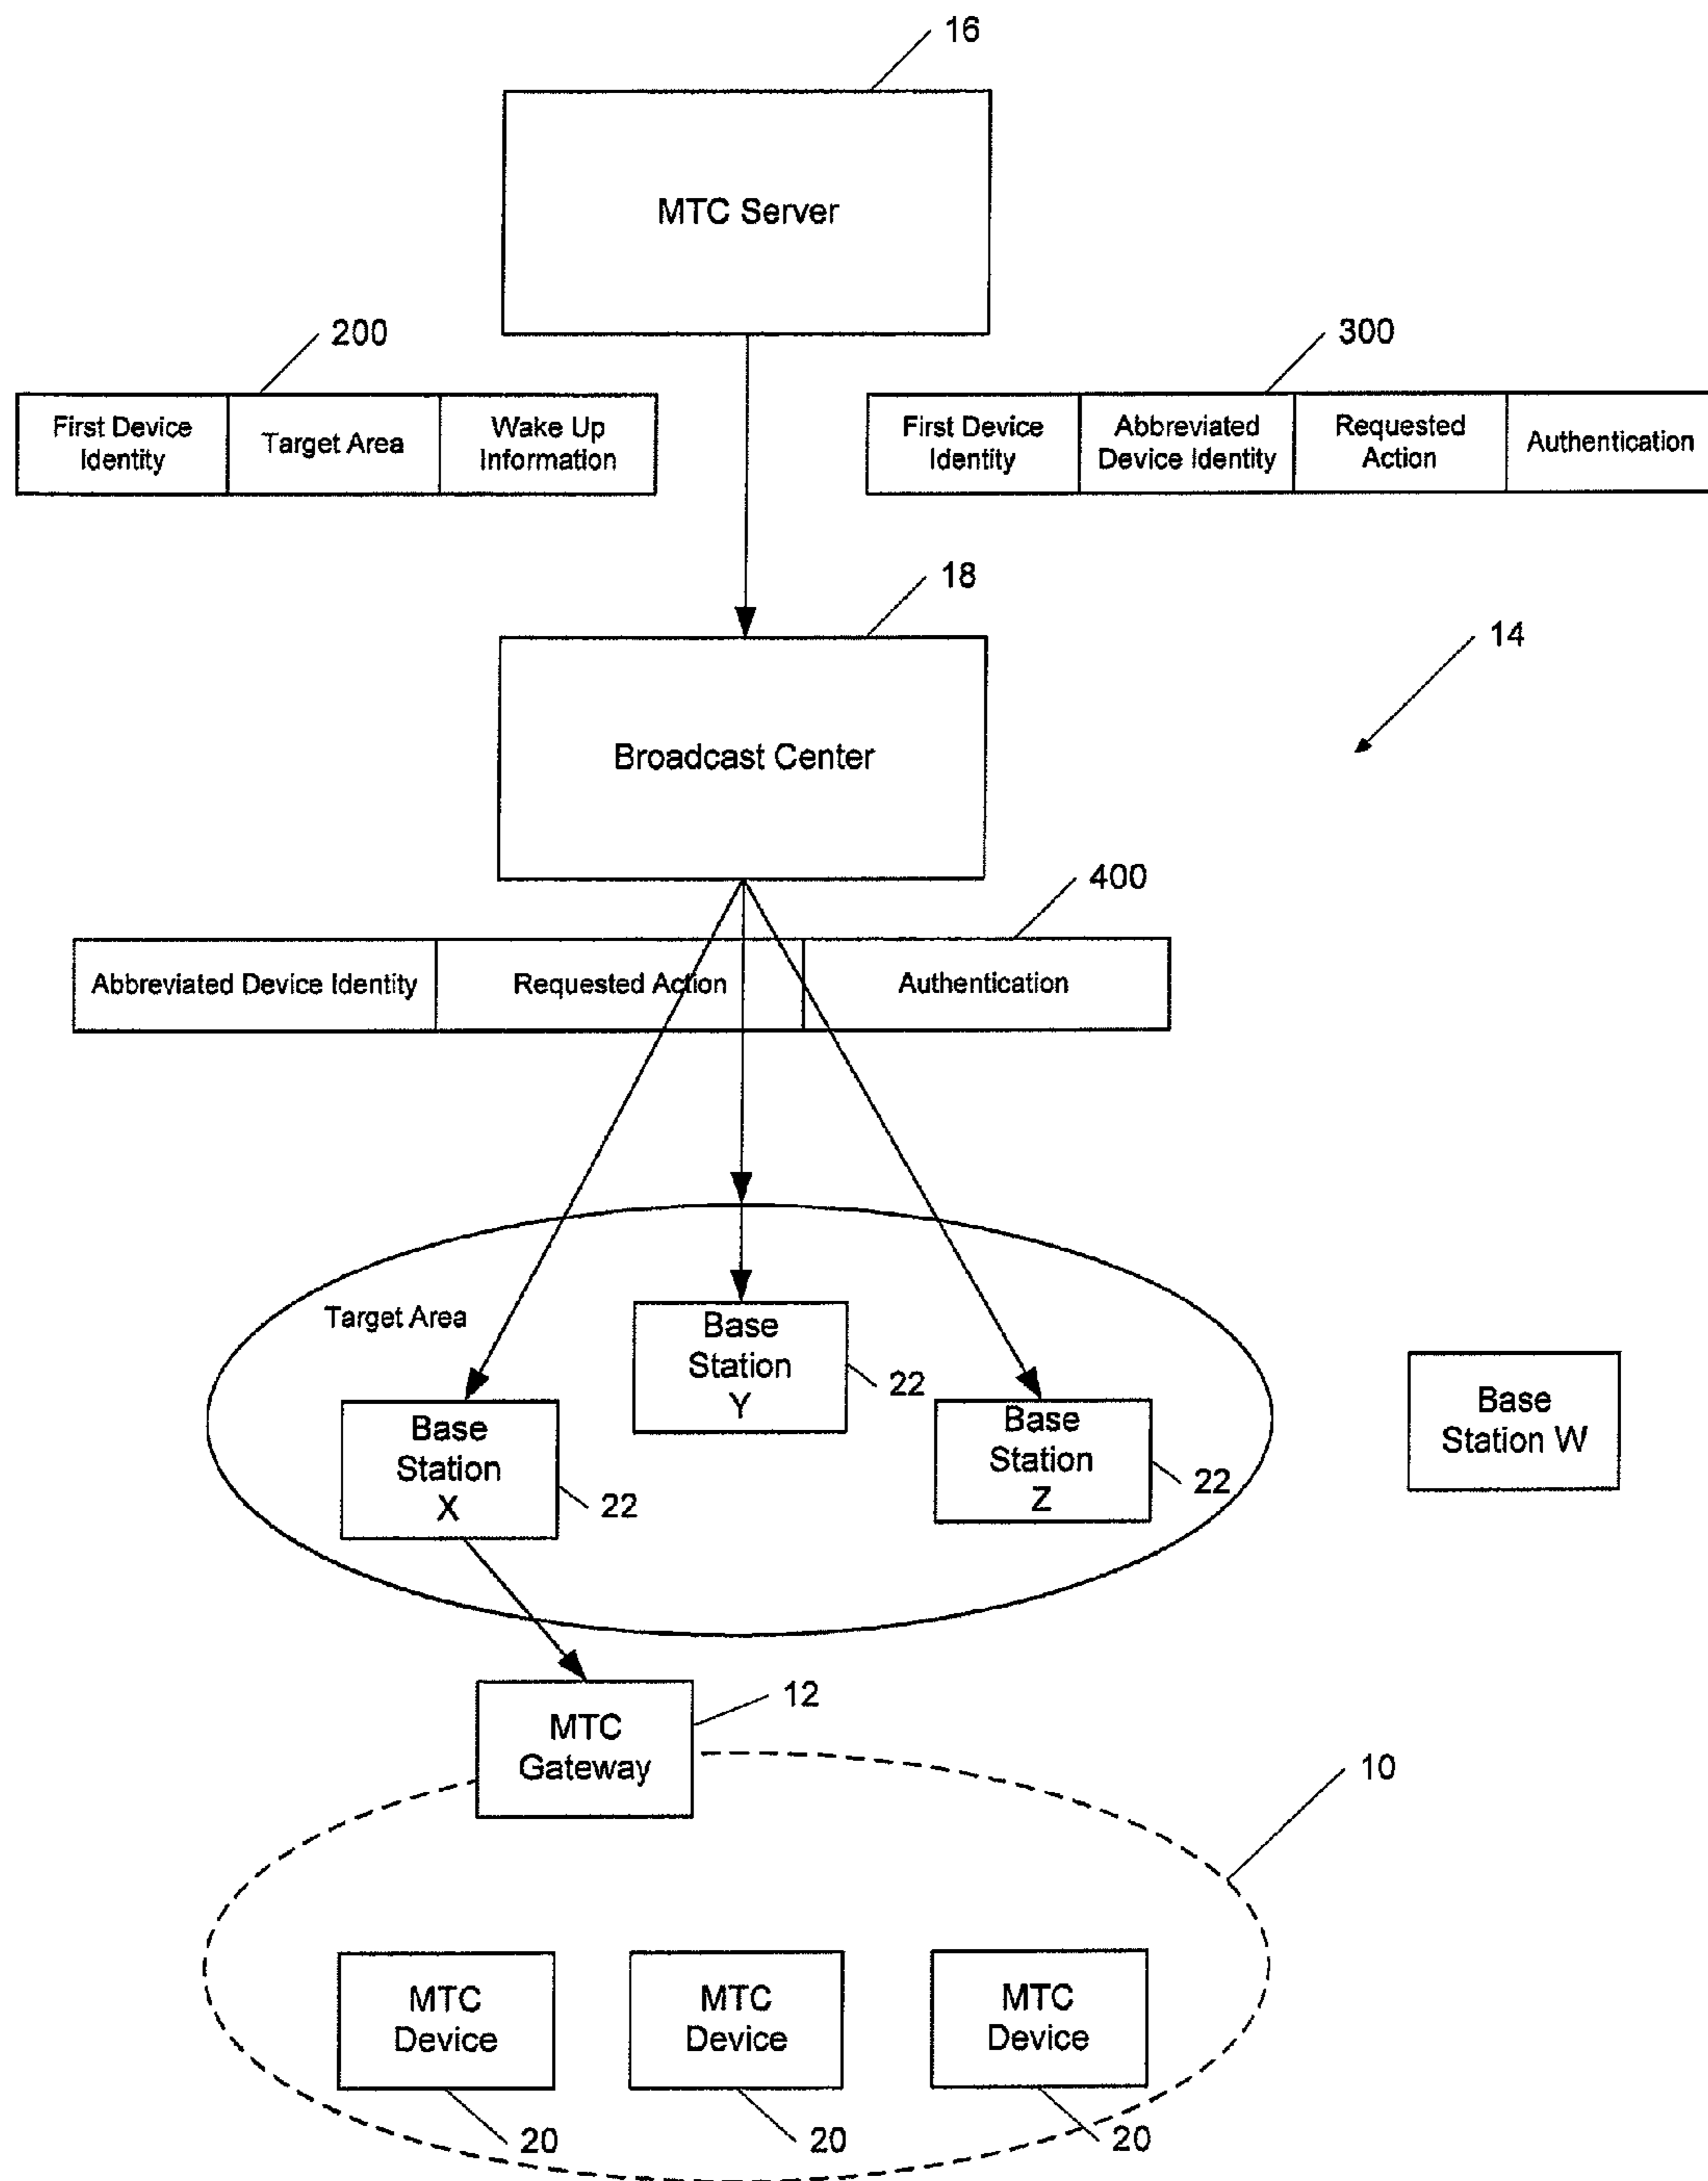 16
MTC Server
200
300
First Device
Identity
Target Area
Wake Up
Information
First Device
Identity
Abbreviated
Device Identity
Requested
Action
Authentication
18
14
Broadcast Center
400
Abbreviated Device Identity
Requested Action
Authentication
Target Area
Base
Station
Y
22
Base
Station
X
22
Base
Station
Z
22
Base
Station W
12
MTC
Gateway
10
MTC
Device
MTC
Device
MTC
Device
20
20
20